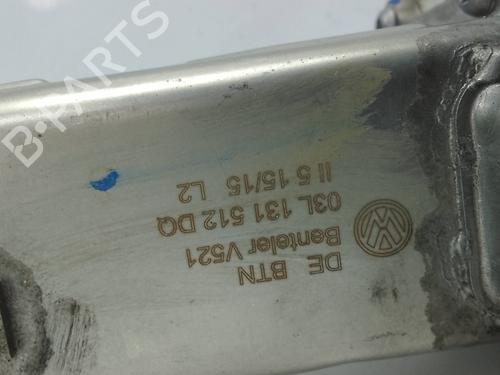 DE BTN
Benteler V521
03L 131 512 DQ
II 5 15/15 L2
B-PARTS